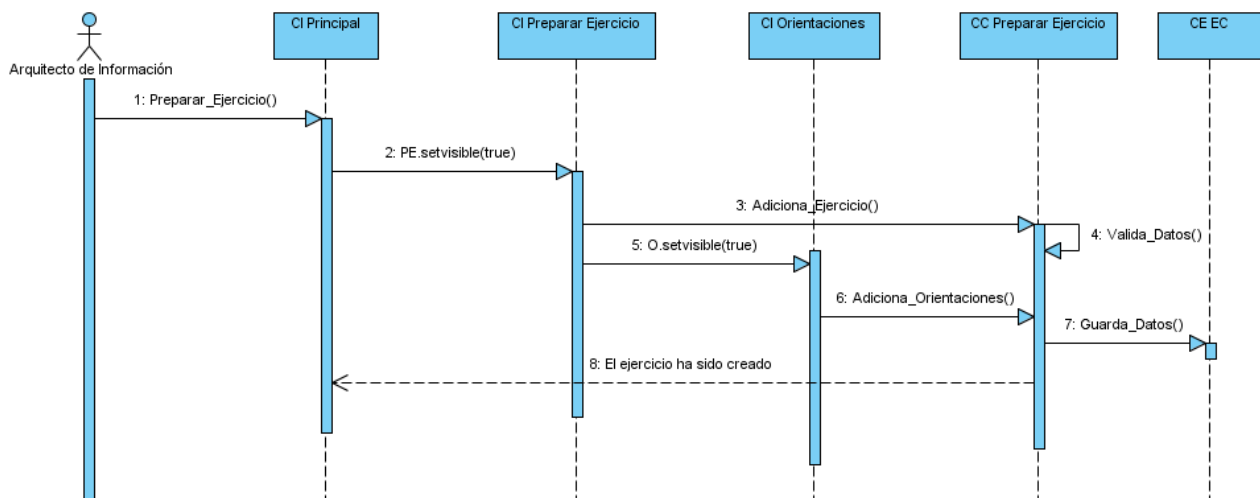 CI Principal
CI Preparar Ejercicio
CI Orientaciones
CC Preparar Ejercicio
CE EC
Arquitecto de Información
1: Preparar_Ejercicio()
2: PE.setvisible(true)
3: Adiciona_Ejercicio()
4: Valida_Datos()
5: O.setvisible(true)
6: Adiciona_Orientaciones()
7: Guarda_Datos()
8: El ejercicio ha sido creado